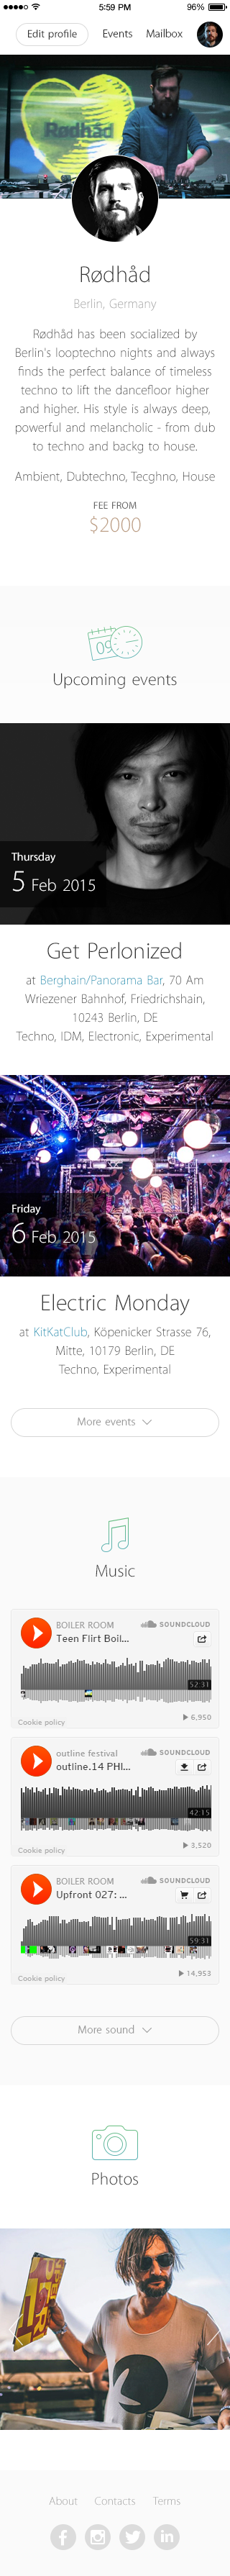 5:59 PM
96%
Edit profile
Events
Mailbox
Rødhåd
Rødhåd
Berlin, Germany
Rødhåd has been socialized by
Berlin's looptechno nights and always
finds the perfect balance of timeless
techno to lift the dancefloor higher
and higher. His style is always deep,
powerful and melancholic - from dub
to techno and backg to house.
Ambient, Dubtechno, Tecghno, House
FEE FROM
$2000
09
Upcoming events
Thursday
5 Feb 2015
Get Perlonized
at Berghain/Panorama Bar, 70 Am
Wriezener Bahnhof, Friedrichshain,
10243 Berlin, DE
Techno, IDM, Electronic, Experimental
Friday
6 Feb 2015
Electric Monday
at KitKatClub, Köpenicker Strasse 76,
Mitte, 10179 Berlin, DE
Techno, Experimental
More events
Music
BOILER ROOM
SOUNDCLOUD
Teen Flirt Boil...
52:31
6,950
Cookie policy
outline festival
SOUNDCLOUD
outline.14 PHI...
42:15
3,520
Cookie policy
BOILER ROOM
SOUNDCLOUD
Upfront 027: ...
59:31
14,953
Cookie policy
More sound
Photos
About
Contacts
Terms
f
in